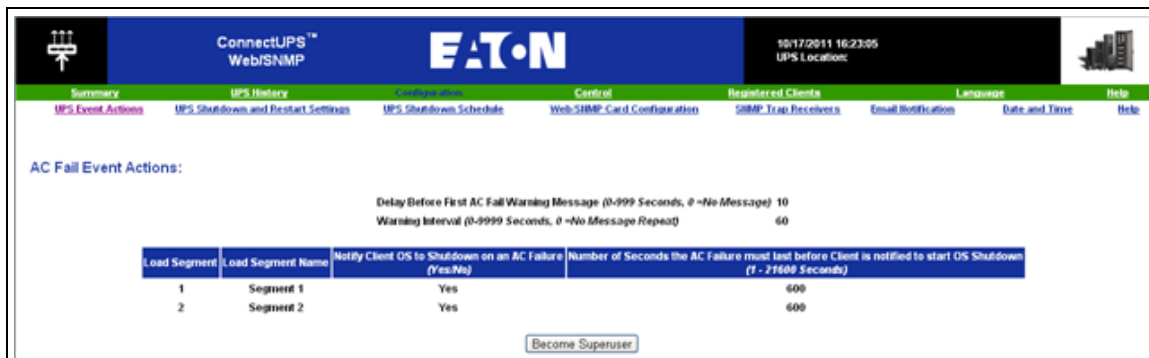 ConnectUPS™
Web/SNMP
EATON
10/17/2011 16:23:05
UPS Location:
Summary UPS History Configuration Control Registered Clients Language Help
UPS Event Actions UPS Shutdown and Restart Settings UPS Shutdown Schedule Web/SNMP Card Configuration SNMP Trap Receivers Email Notification Date and Time Help
AC Fail Event Actions:
Delay Before First AC Fail Warning Message (0-999 Seconds, 0 =No Message) 10
Warning Interval (0-9999 Seconds, 0 =No Message Repeat) 60
Load Segment Load Segment Name Notify Client OS to Shutdown on an AC Failure (Yes/No) Number of Seconds the AC Failure must last before Client is notified to start OS Shutdown (1 - 21600 Seconds)
1 Segment 1 Yes 600
2 Segment 2 Yes 600
Become Superuser